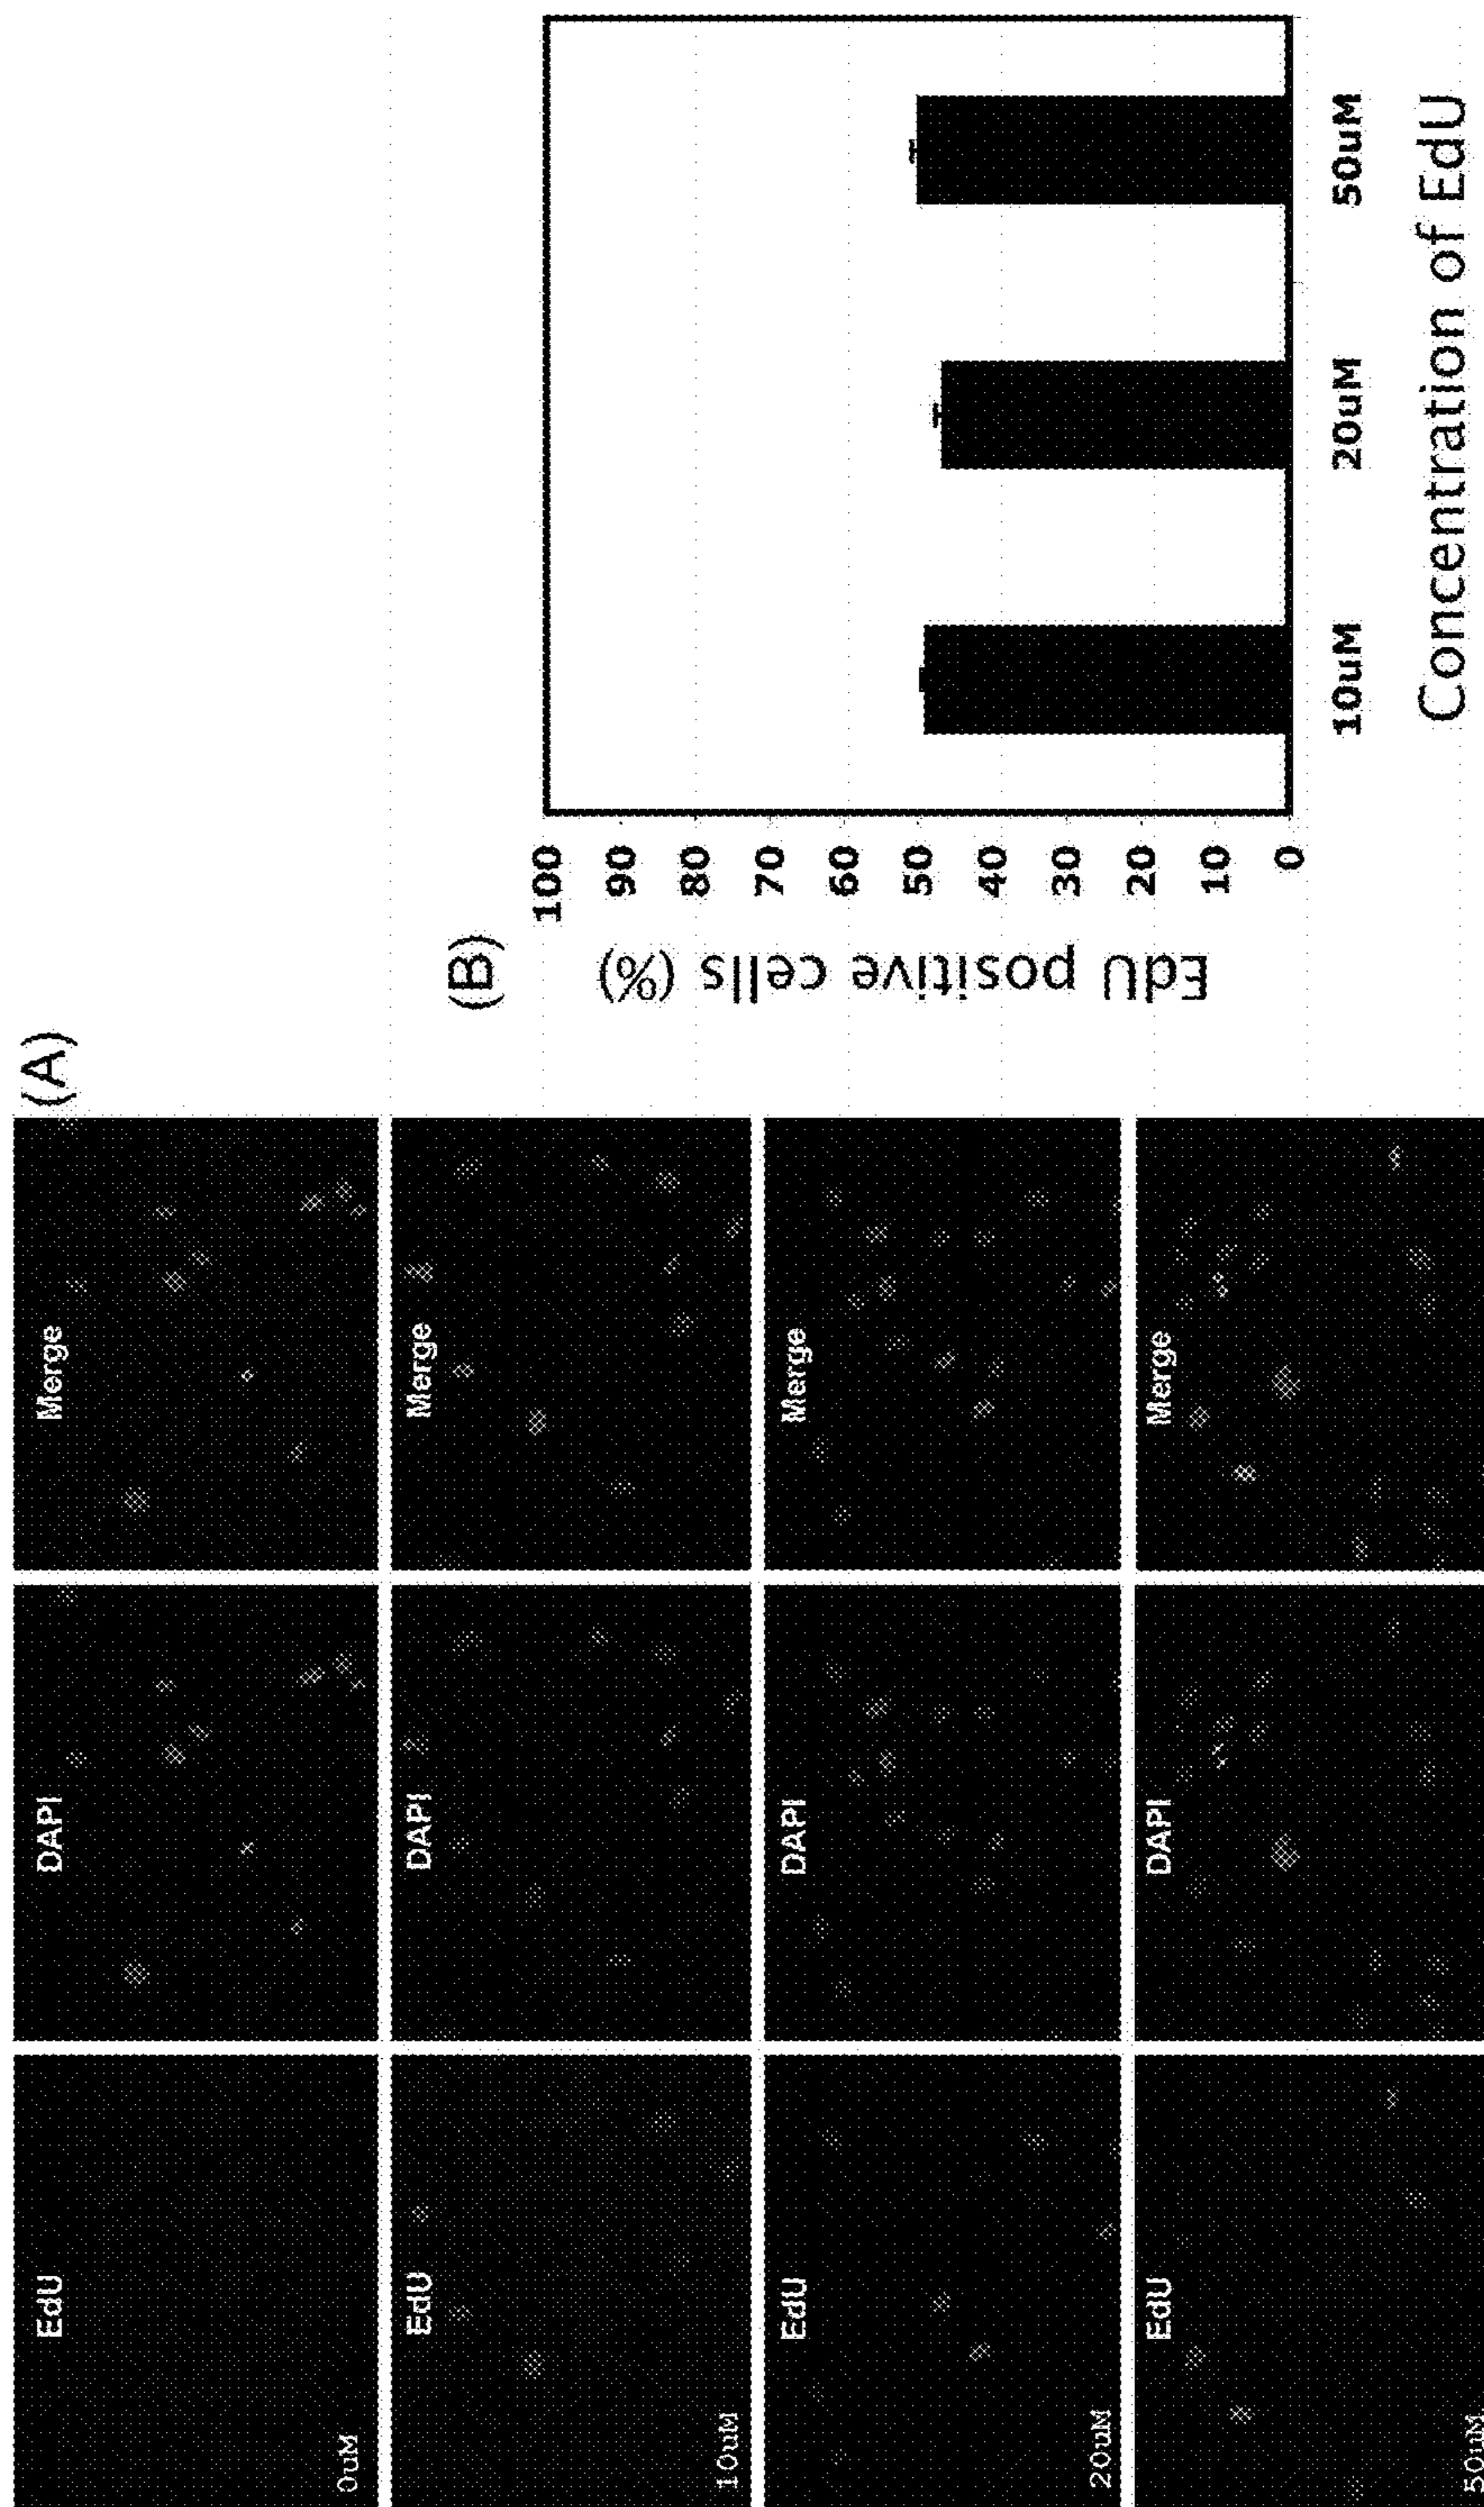 (A)
EdU DAPI Merge
0uM
EdU DAPI Merge
10uM
EdU DAPI Merge
20uM
EdU DAPI Merge
50uM
(B)
EdU positive cells (%)
100
90
80
70
60
50
40
30
20
10
0
10uM 20uM 50uM
Concentration of EdU